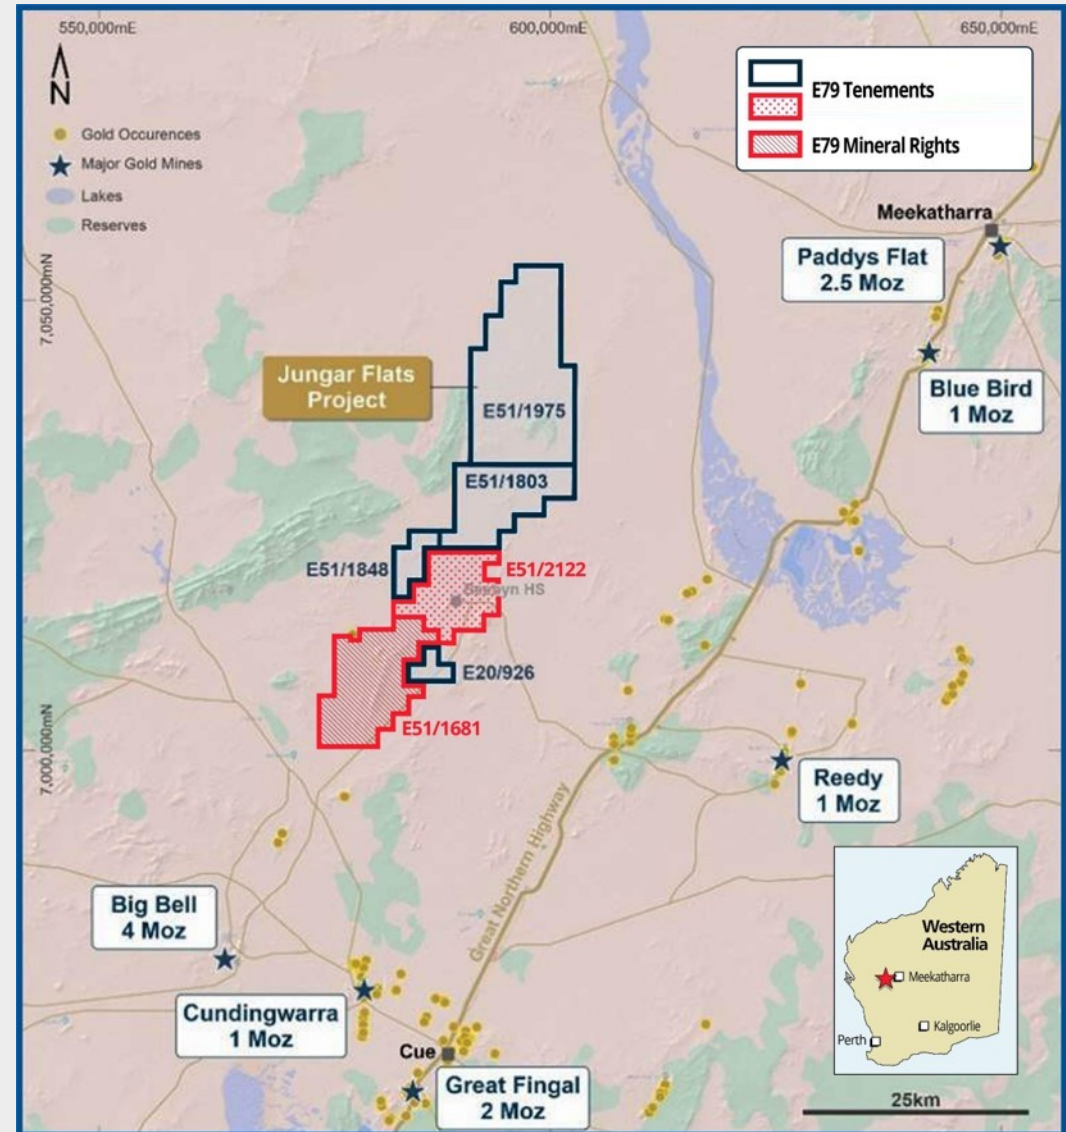 550,000mE
600,000mE
650,000mE
N
Gold Occurences
Major Gold Mines
Lakes
Reserves
E79 Tenements
E79 Mineral Rights
Meekatharra
Paddys Flat
2.5 Moz
7,050,000mN
Blue Bird
1 Moz
Jungar Flats
Project
E51/1975
E51/1803
E51/1848
E51/2122
E20/926
E51/1681
7,000,000mN
Reedy
1 Moz
Great Northern Highway
Big Bell
4 Moz
Cundingwarra
1 Moz
Cue
Great Fingal
2 Moz
Western
Australia
Meekatharra
Kalgoorlie
Perth
25km